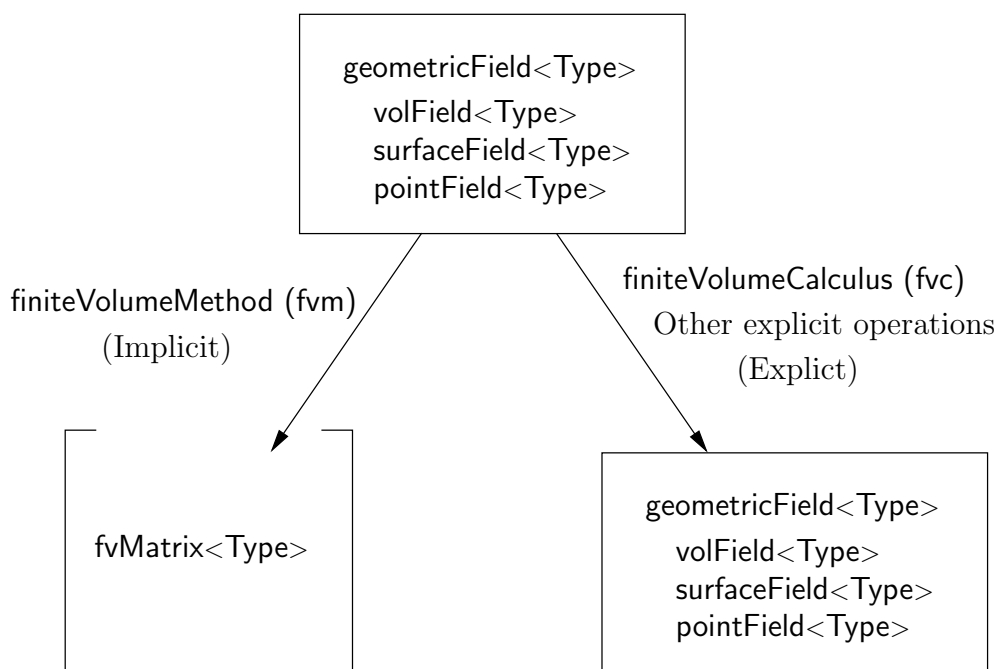 geometricField<Type>
volField<Type>
surfaceField<Type>
pointField<Type>
finiteVolumeMethod (fvm)
(Implicit)
finiteVolumeCalculus (fvc)
Other explicit operations
(Explict)
fvMatrix<Type>
geometricField<Type>
volField<Type>
surfaceField<Type>
pointField<Type>